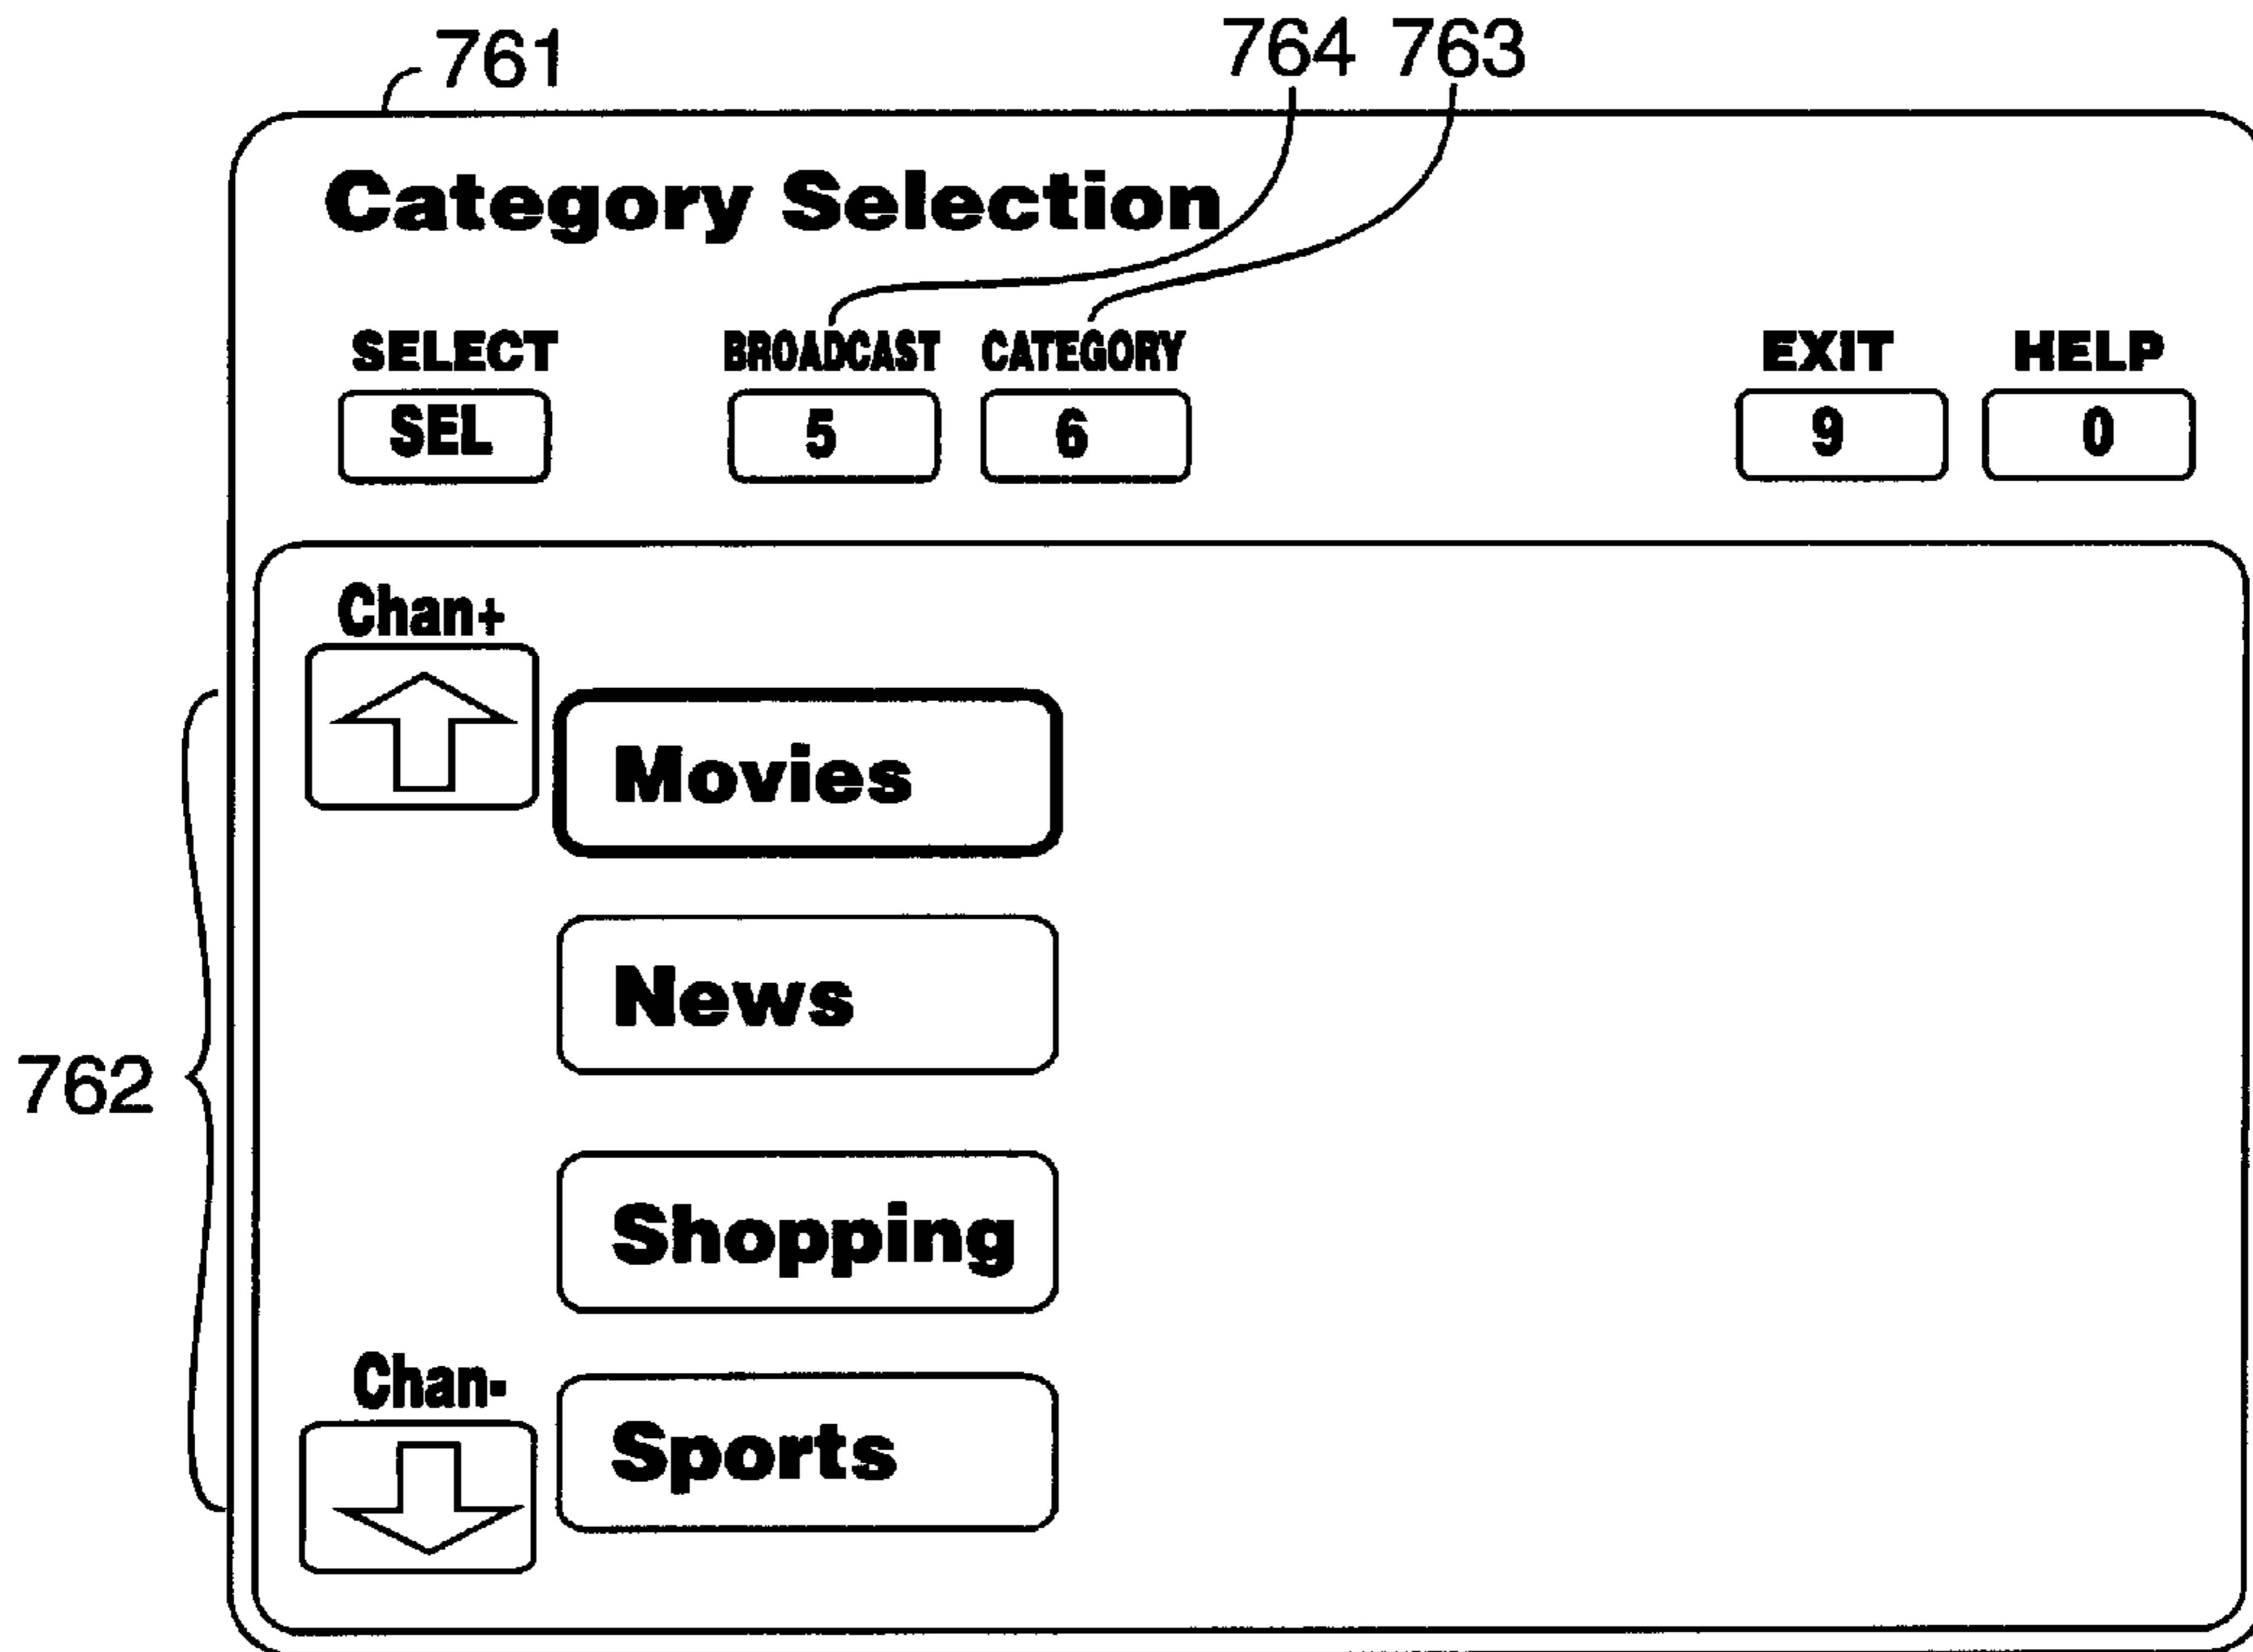 761 764 763
Category Selection
SELECT BROADCAST CATEGORY EXIT HELP
SEL 5 6 9 0
Chan+
Movies
News
762
Shopping
Chan-
Sports